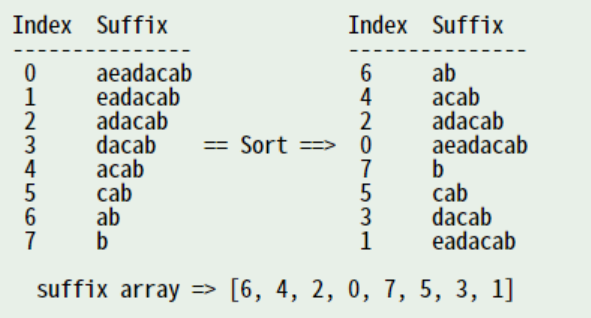 Index  Suffix                Index  Suffix
---------------              ---------------
 0     aeadacab               6     ab
 1     eadacab                4     acab
 2     adacab                 2     adacab
 3     dacab    == Sort ==>   0     aeadacab
 4     acab                   7     b
 5     cab                    5     cab
 6     ab                     3     dacab
 7     b                      1     eadacab
  suffix array => [6, 4, 2, 0, 7, 5, 3, 1]